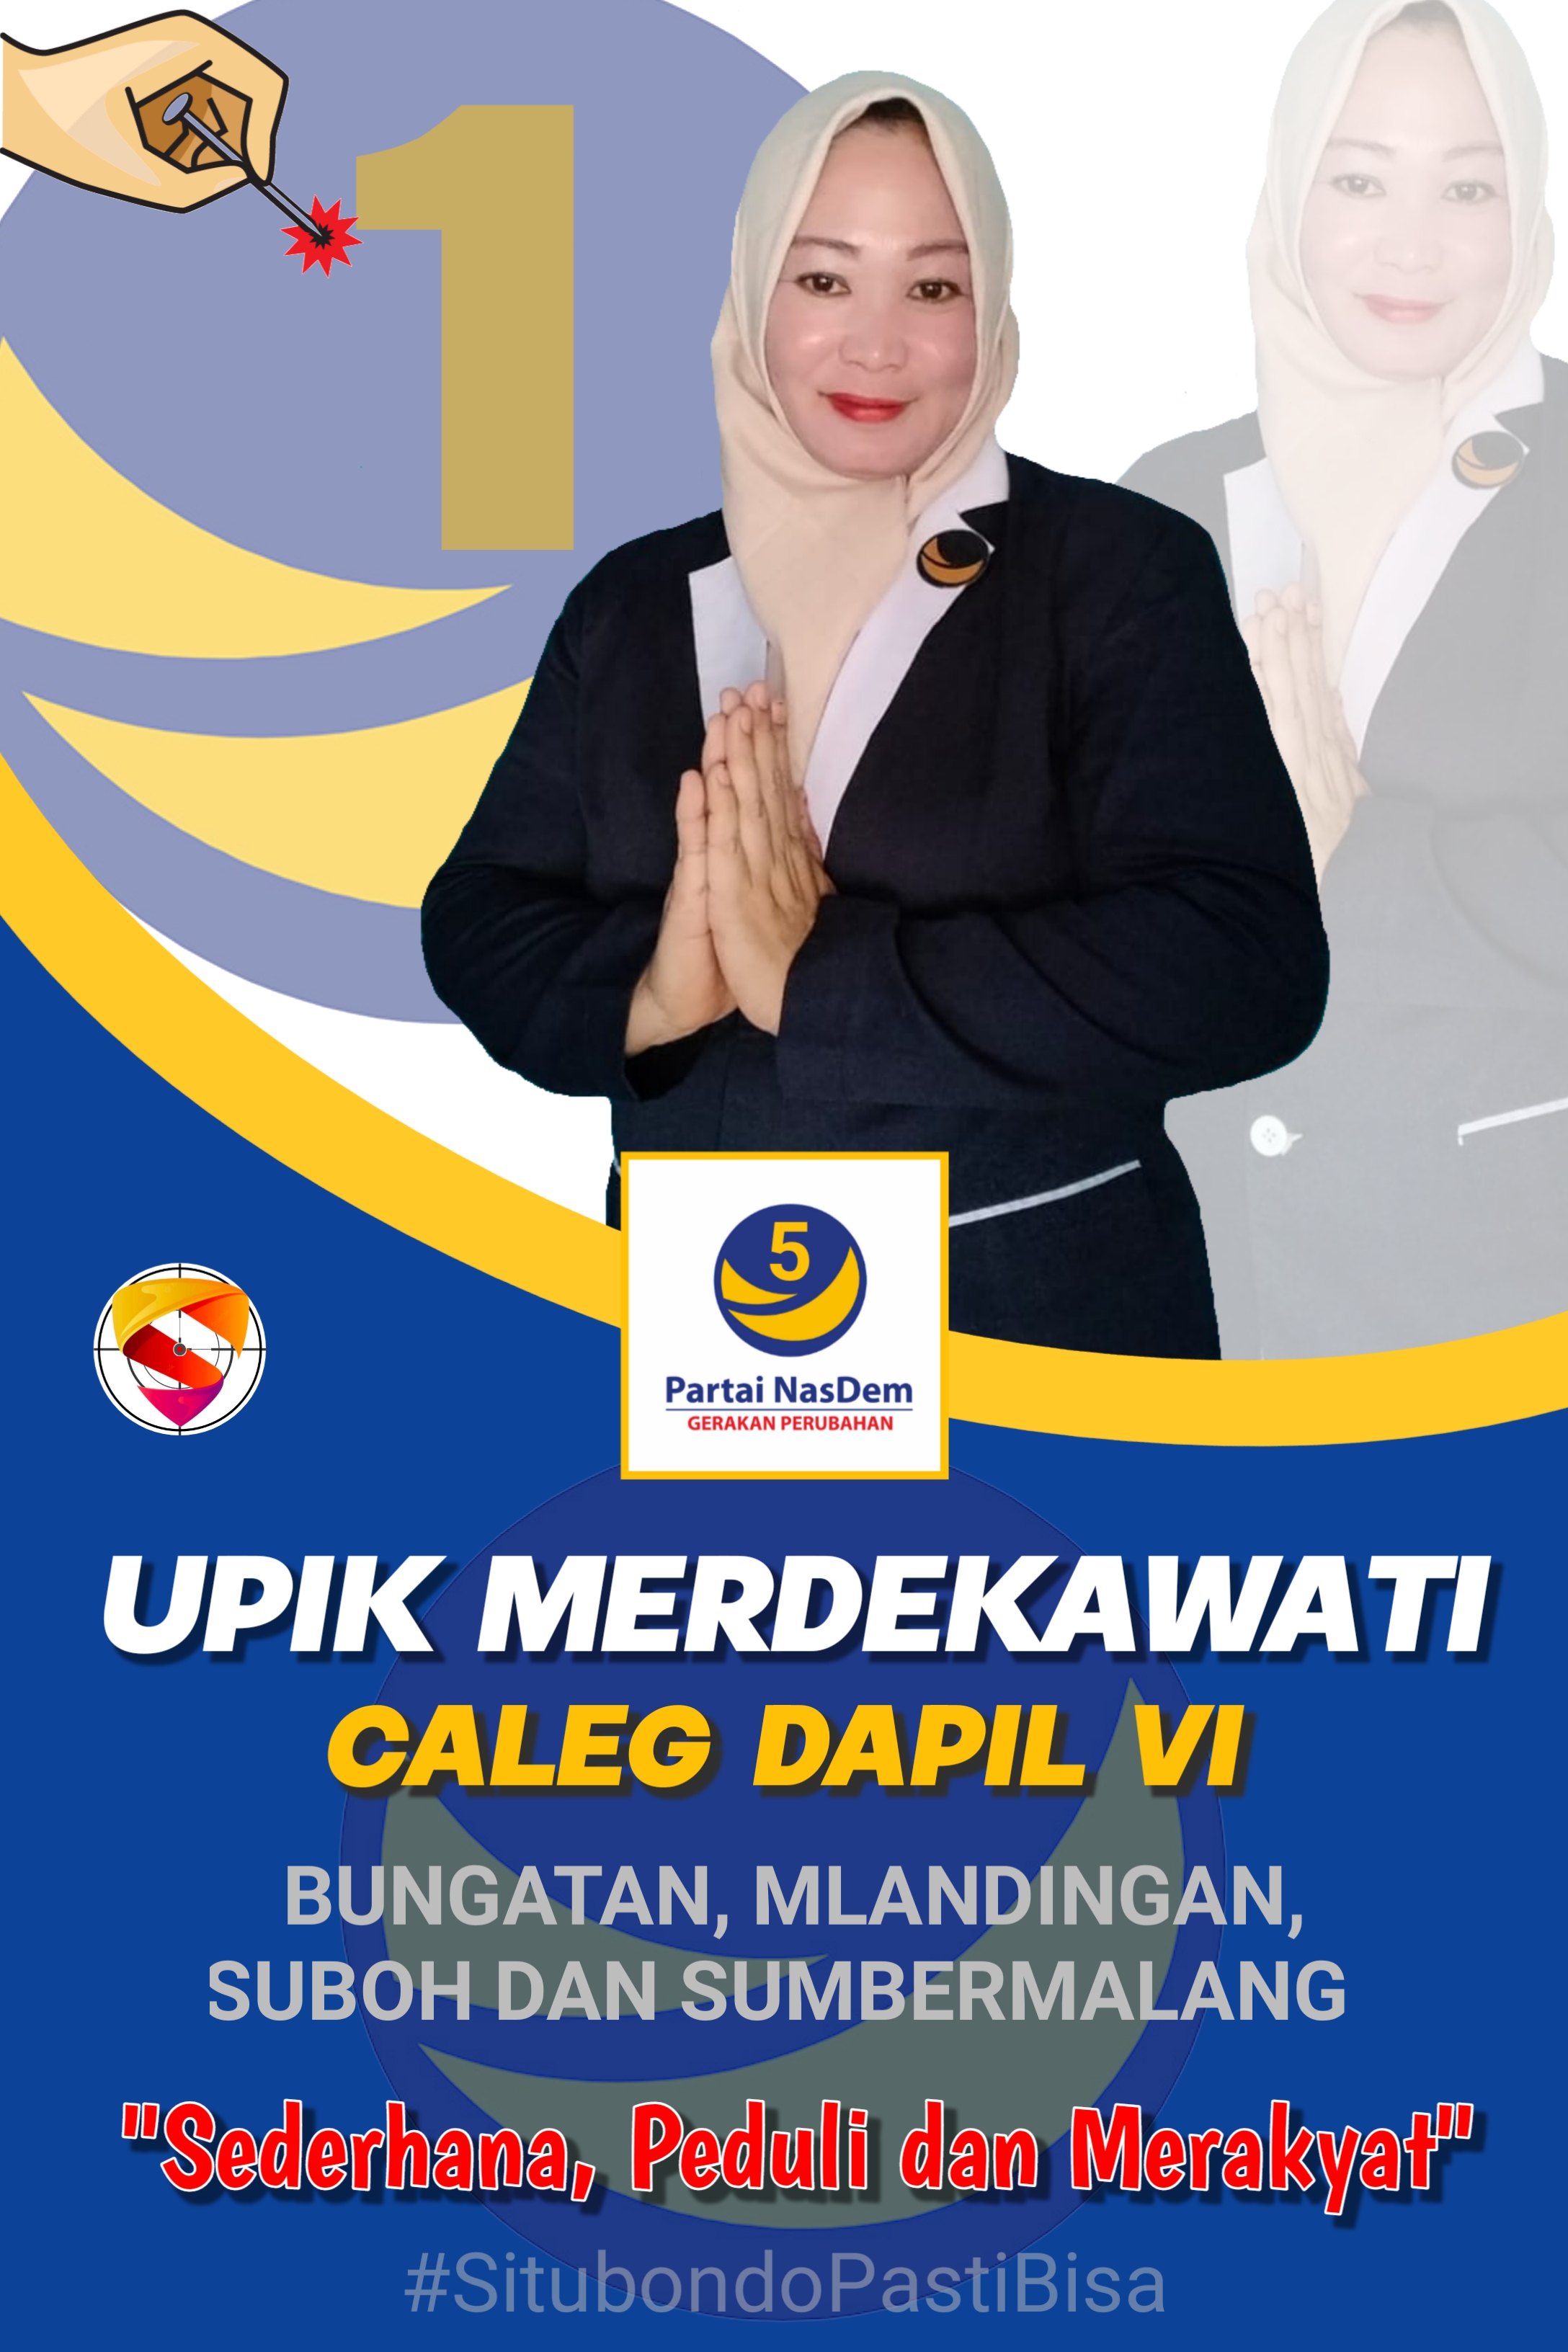 1
5
Partai NasDem
GERAKAN PERUBAHAN
UPIK MERDEKAWATI
CALEG DAPIL VI
BUNGATAN, MLANDINGAN,
SUBOH DAN SUMBERMALANG
"Sederhana, Peduli dan Merakyat"
#SitubondoPastiBisa